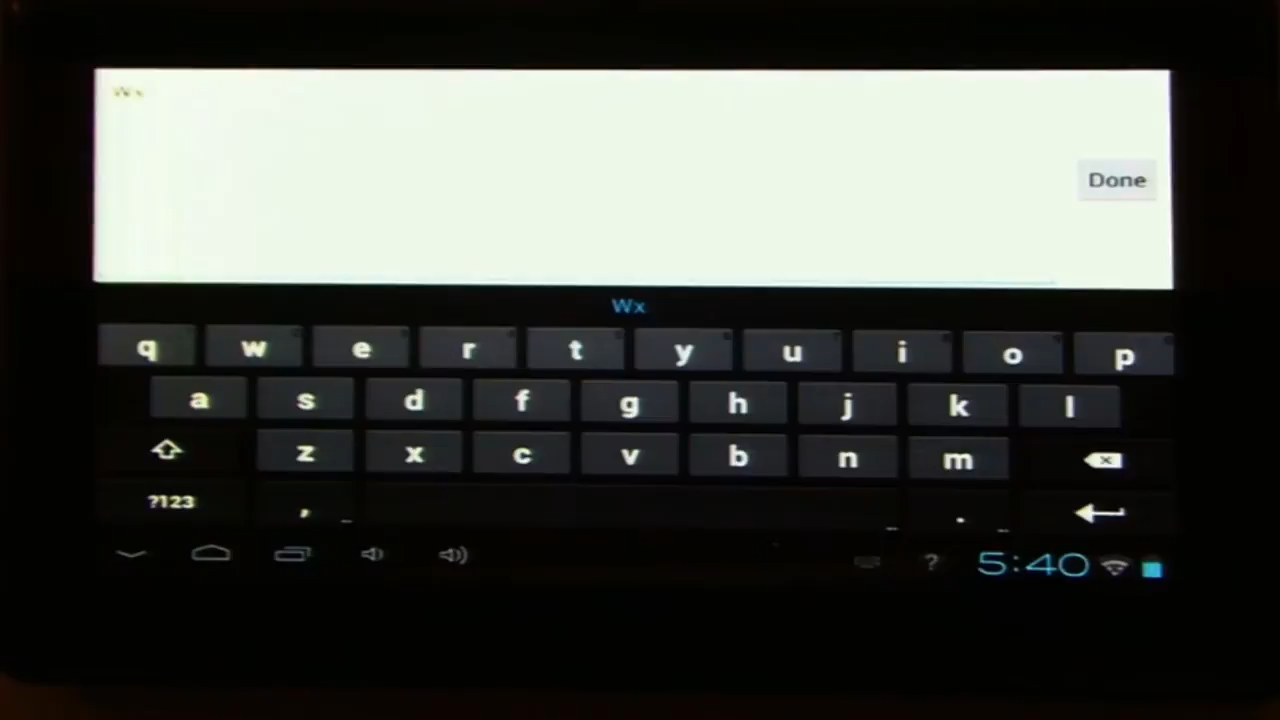 Wx
Done
Wx
q w e r t y u i o p
a s d f g h j k l
z x c v b n m
?123 , .
? 5:40